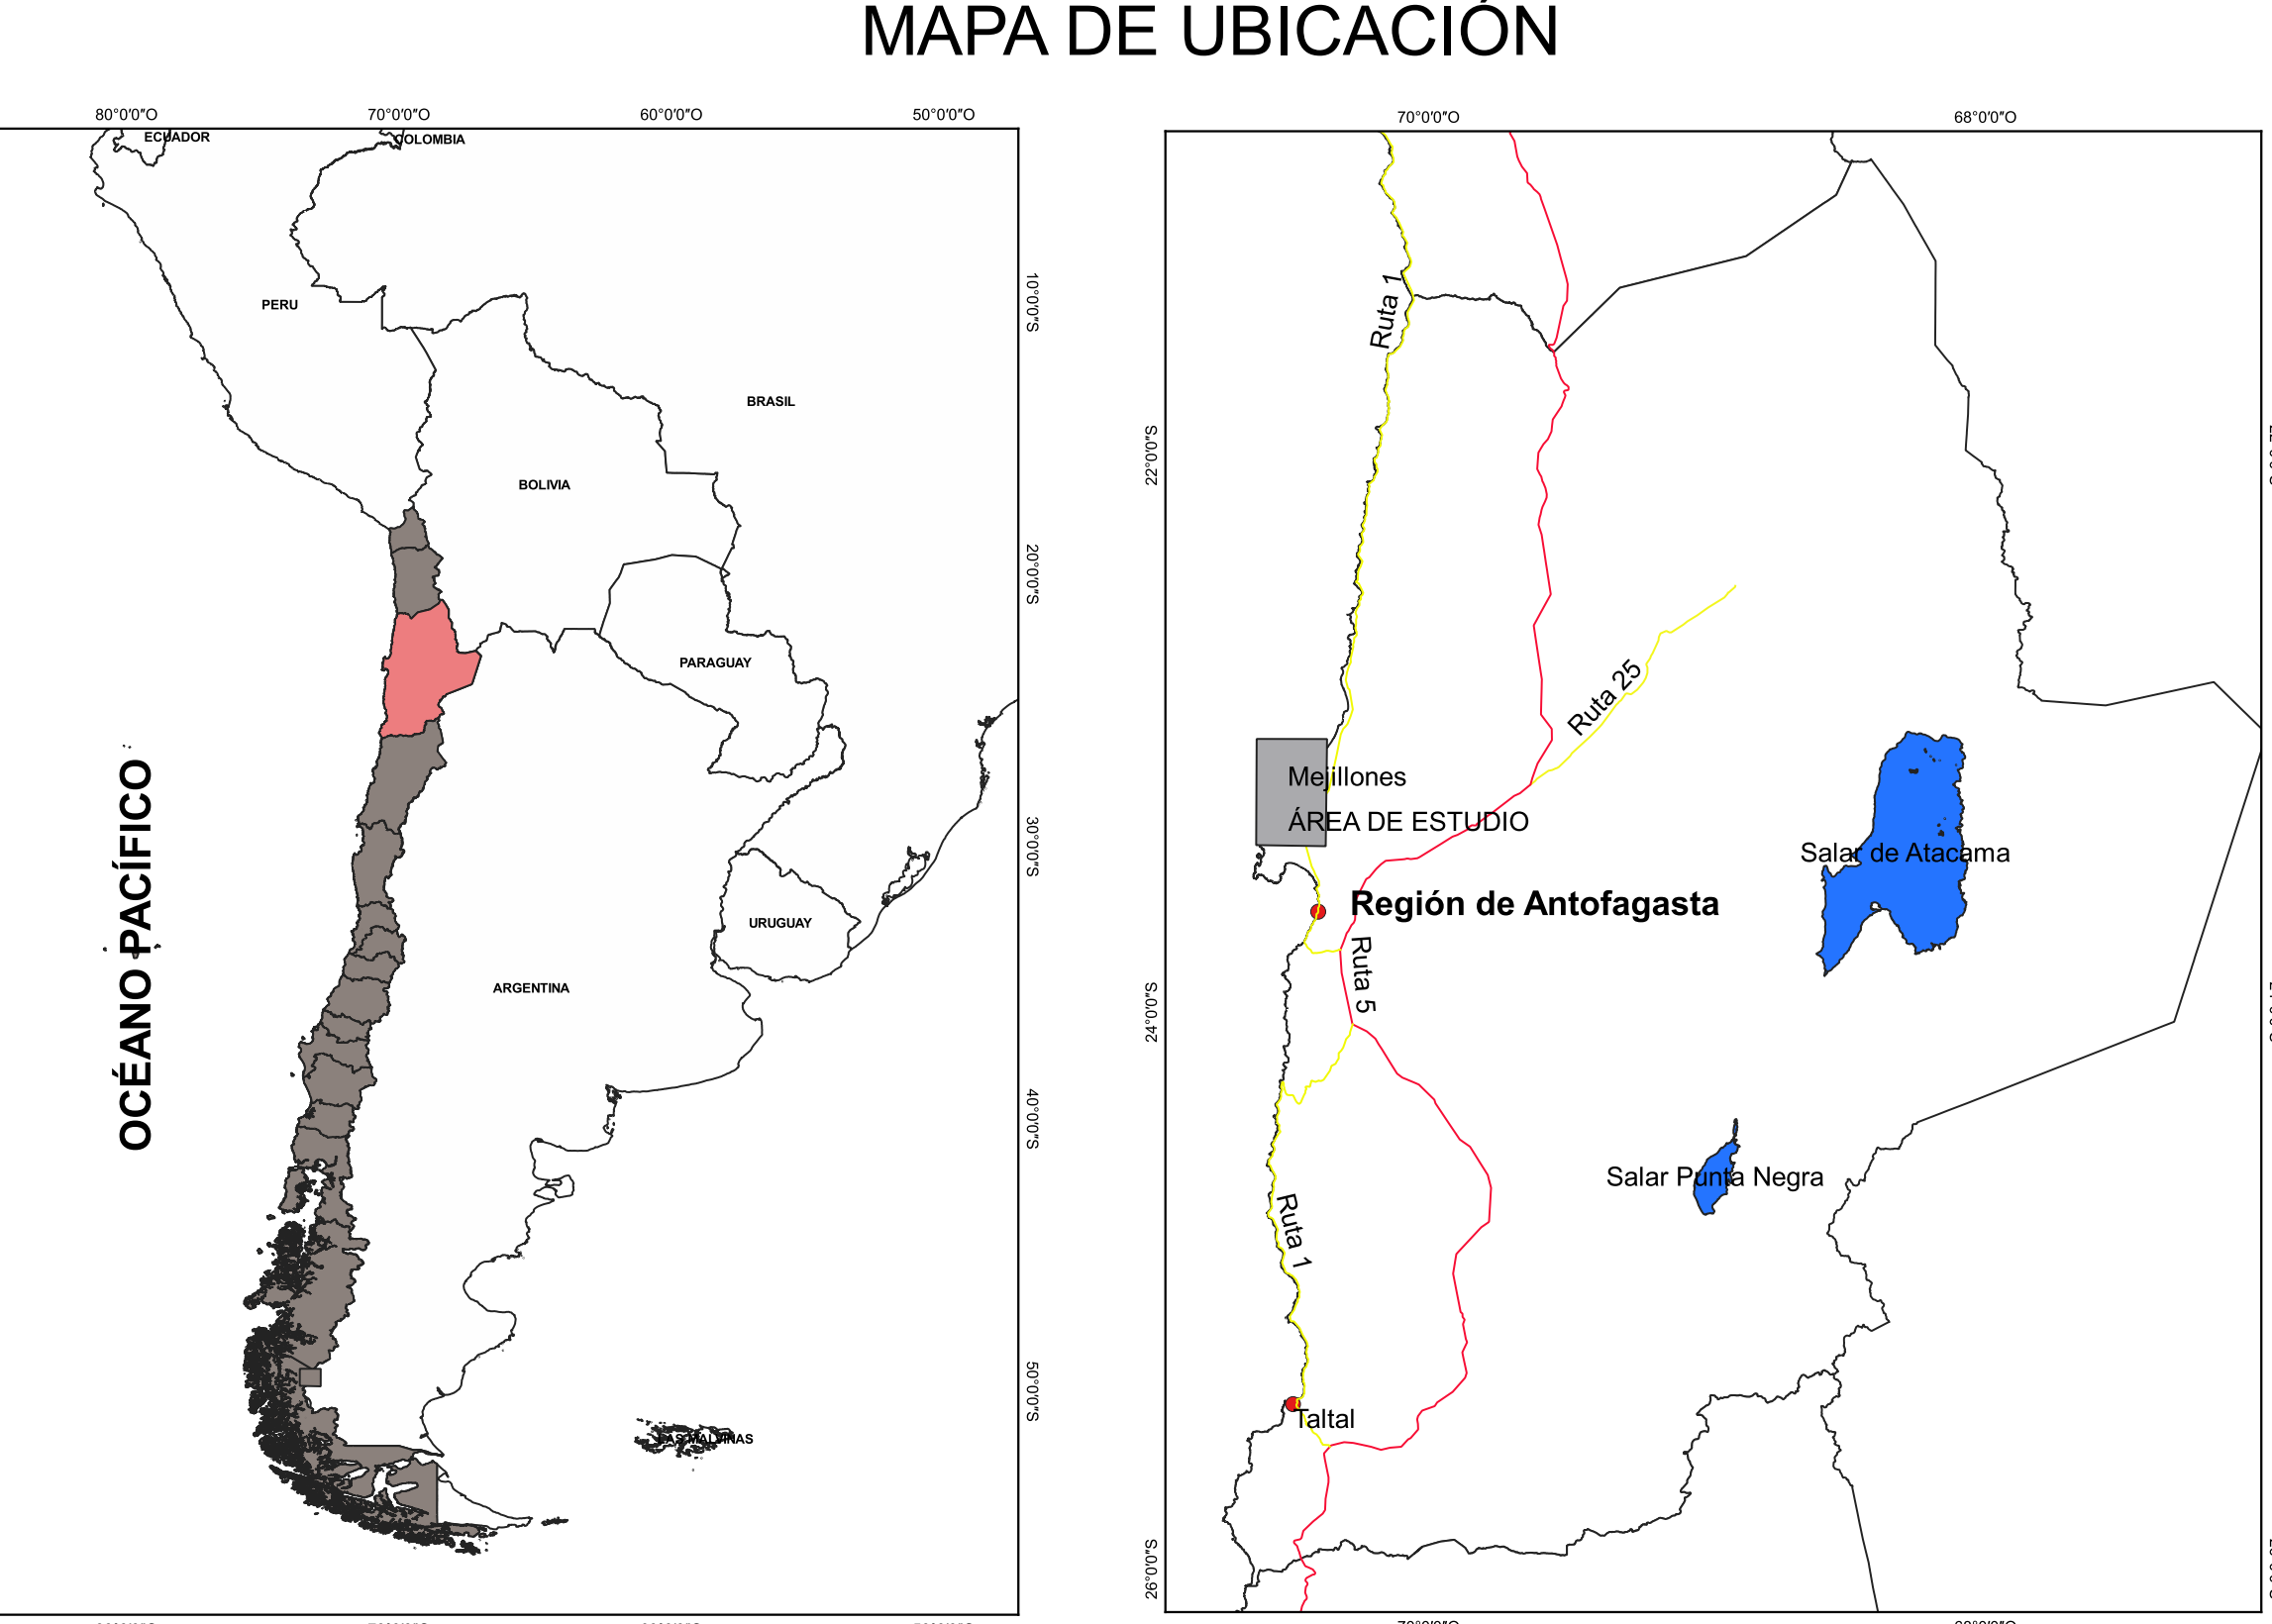 MAPA DE UBICACIÓN
80°0'0"O
70°0'0"O
60°0'0"O
50°0'0"O
ECUADOR
COLOMBIA
PERU
BRASIL
BOLIVIA
PARAGUAY
URUGUAY
ARGENTINA
LAS MALVINAS
OCÉANO PACÍFICO
10°0'0"S
20°0'0"S
30°0'0"S
40°0'0"S
50°0'0"S
70°0'0"O
68°0'0"O
22°0'0"S
24°0'0"S
26°0'0"S
Ruta 1
Ruta 25
Mejillones
ÁREA DE ESTUDIO
Salar de Atacama
Región de Antofagasta
Ruta 5
Salar Punta Negra
Ruta 1
Taltal